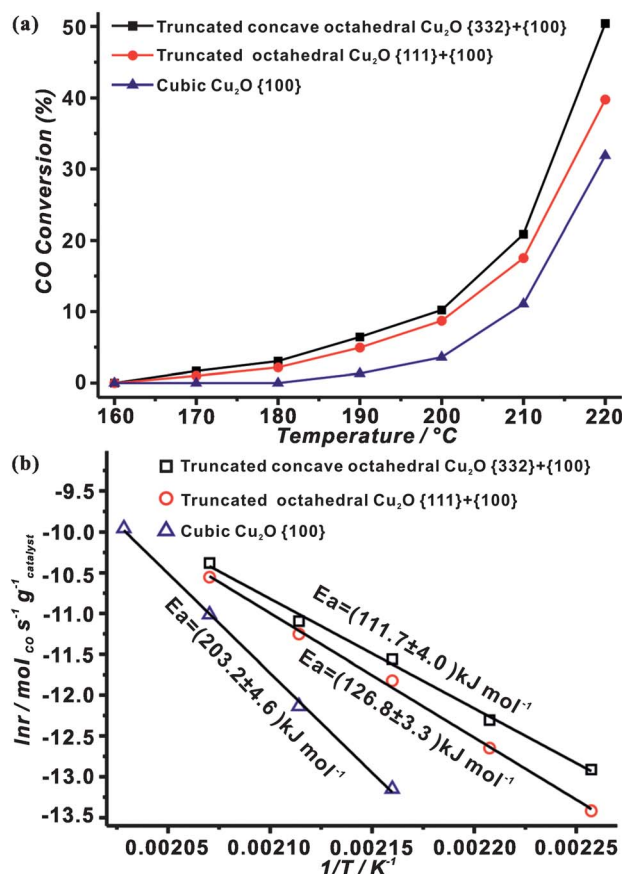 (a)
Truncated concave octahedral Cu₂O {332}+{100}
Truncated octahedral Cu₂O {111}+{100}
Cubic Cu₂O {100}
CO Conversion (%)
50
40
30
20
10
0
160 170 180 190 200 210 220
Temperature / °C
(b)
Truncated concave octahedral Cu₂O {332}+{100}
Truncated octahedral Cu₂O {111}+{100}
Cubic Cu₂O {100}
lnr / mol CO s⁻¹ g⁻¹ catalyst
-9.5
-10.0
-10.5
-11.0
-11.5
-12.0
-12.5
-13.0
-13.5
Ea=(111.7±4.0)kJ mol⁻¹
Ea=(126.8±3.3)kJ mol⁻¹
Ea=(203.2±4.6)kJ mol⁻¹
0.00205 0.00210 0.00215 0.00220 0.00225
1/T / K⁻¹